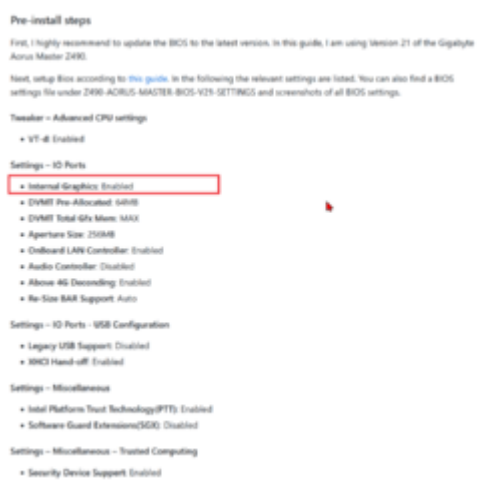 Pre-install steps
First, I highly recommend to update the BIOS to the latest version. In this guide, I am using Version 21 of the Gigabyte
Aorus Master Z490.
Next, setup Bios according to this guide. In the following the relevant settings are listed. You can also find a BIOS
settings file under Z490-AORUS-MASTER-BIOS-V21-SETTINGS and screenshots of all BIOS settings.
Tweaker – Advanced CPU settings
• VT-d: Enabled
Settings – IO Ports
• Internal Graphics: Enabled
• DVMT Pre-Allocated: 64MB
• DVMT Total Gfx Mem: MAX
• Aperture Size: 256MB
• OnBoard LAN Controller: Enabled
• Audio Controller: Disabled
• Above 4G Deconding: Enabled
• Re-Size BAR Support: Auto
Settings – IO Ports - USB Configuration
• Legacy USB Support: Disabled
• XHCI Hand-off: Enabled
Settings – Miscellaneous
• Intel Platform Trust Technology(PTT): Enabled
• Software Guard Extensions(SGX): Disabled
Settings – Miscellaneous – Trusted Computing
• Security Device Support: Enabled